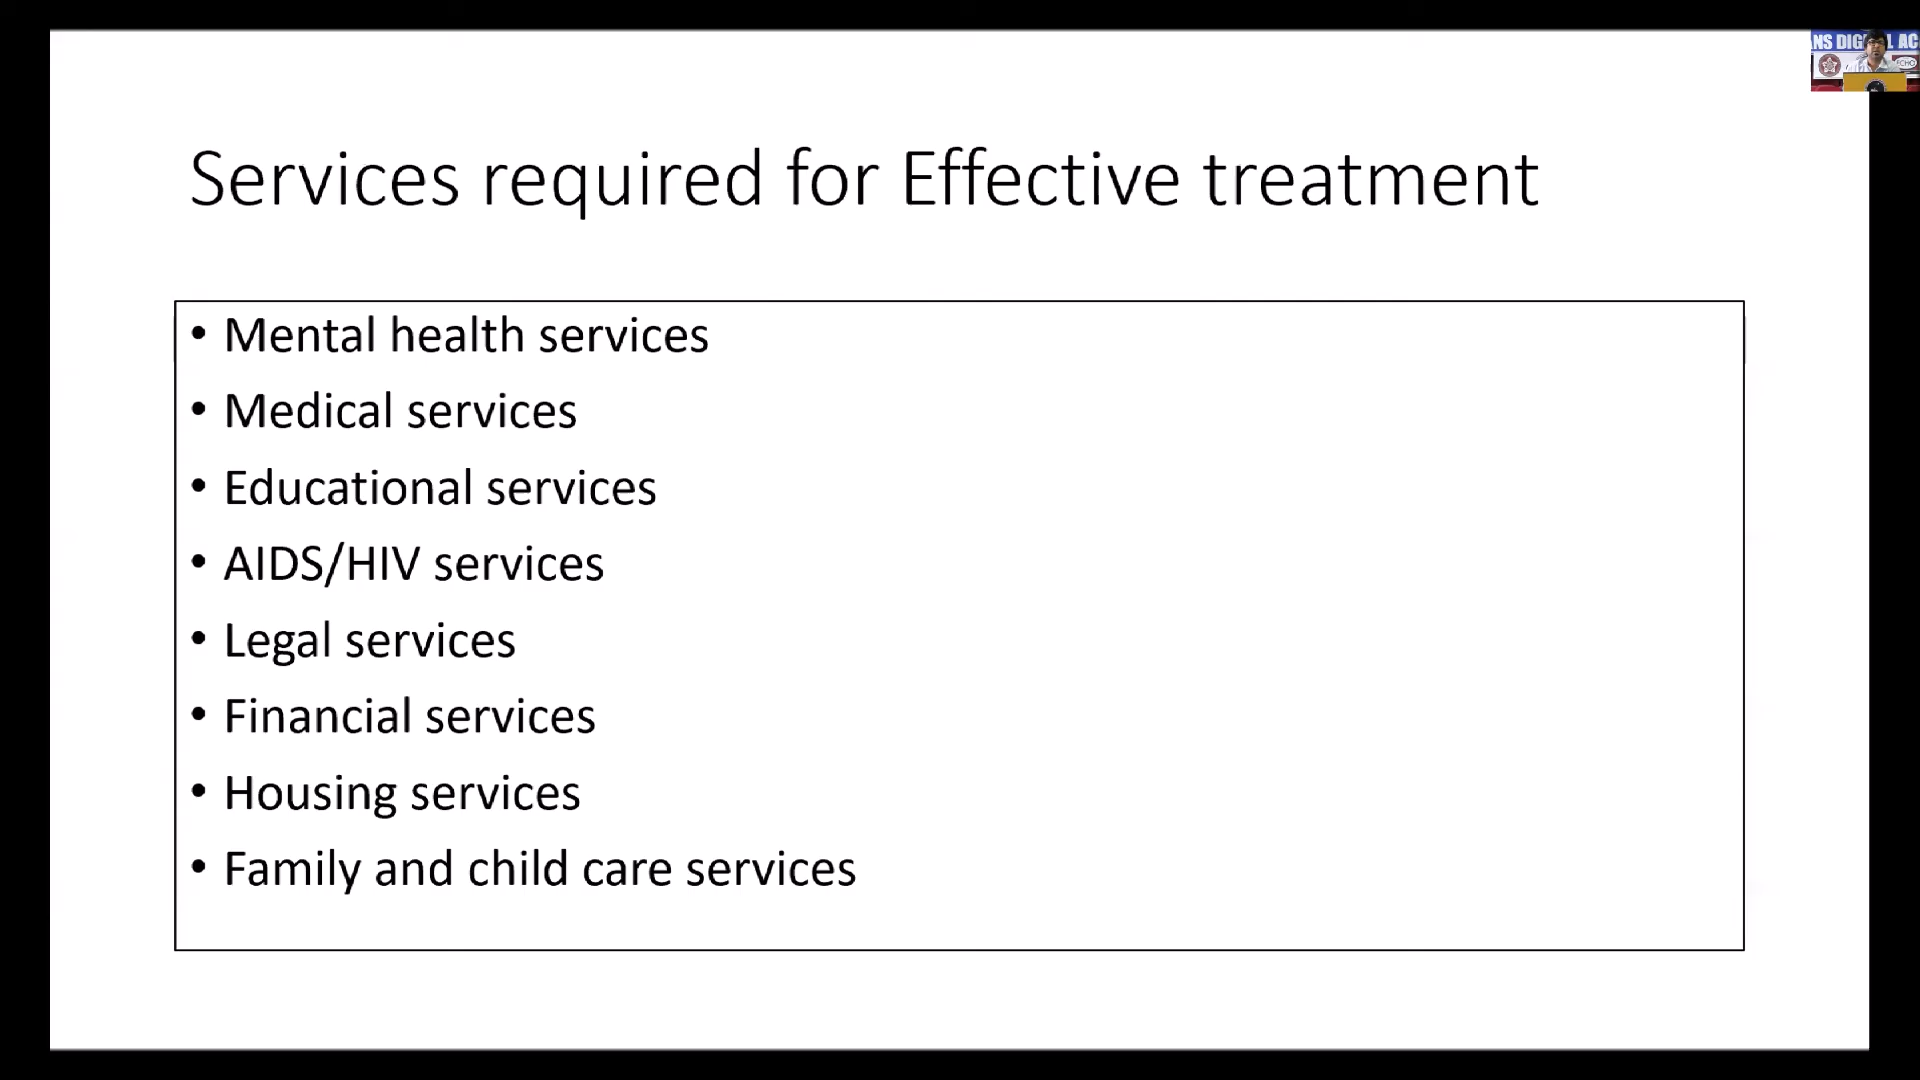 Services required for Effective treatment
• Mental health services
• Medical services
• Educational services
• AIDS/HIV services
• Legal services
• Financial services
• Housing services
• Family and child care services